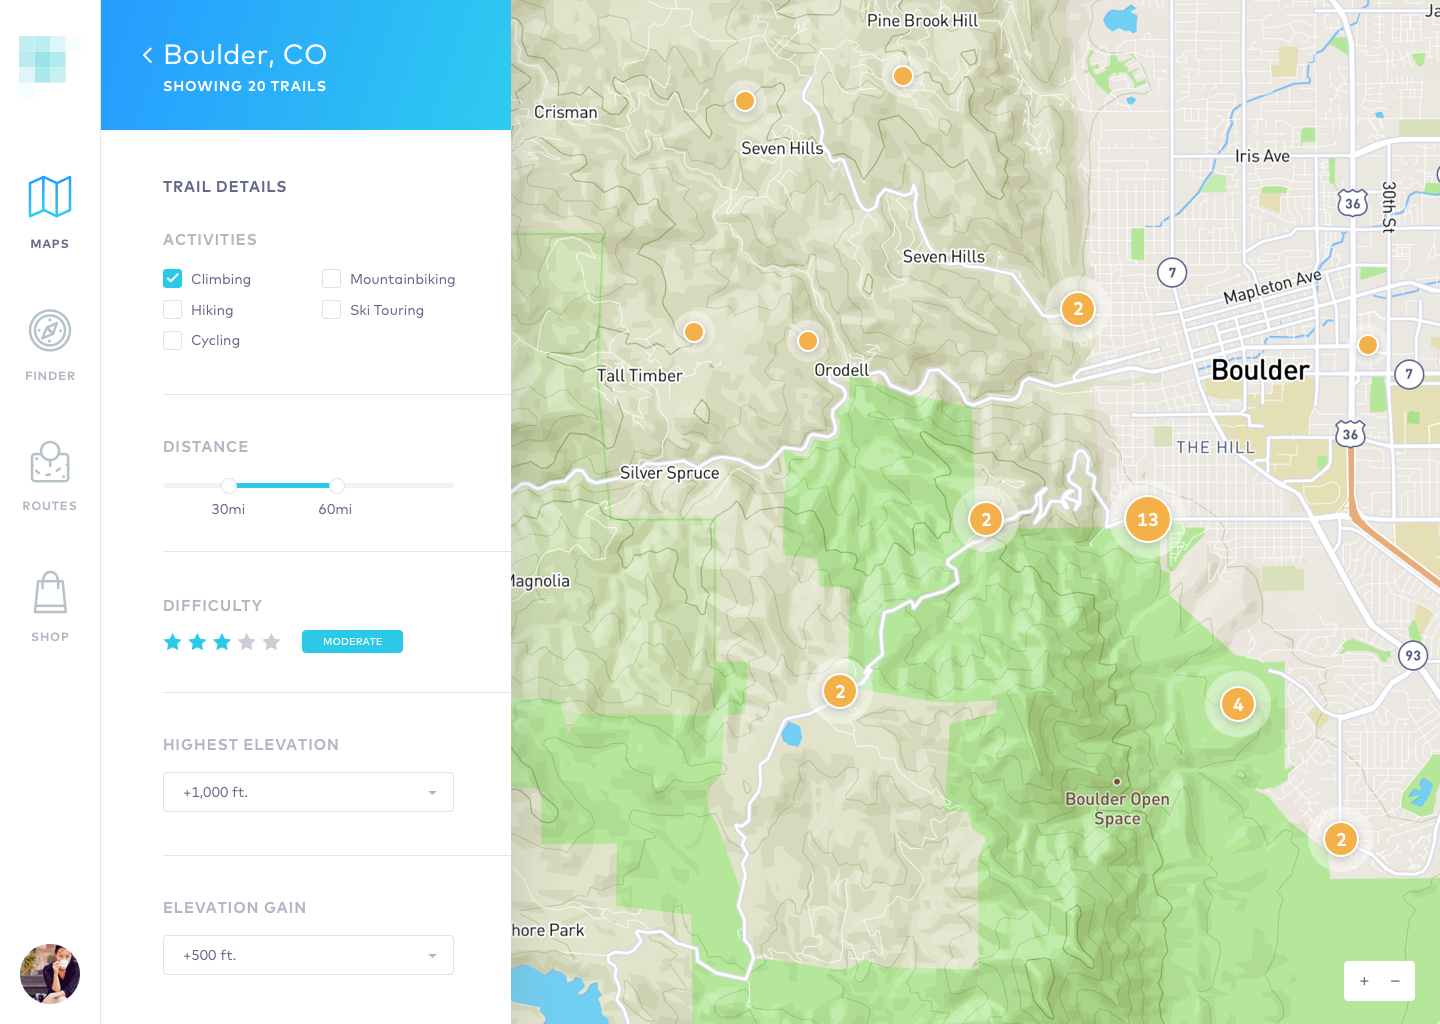 Boulder, CO
SHOWING 20 TRAILS
MAPS
FINDER
ROUTES
SHOP
TRAIL DETAILS
ACTIVITIES
Climbing
Mountainbiking
Hiking
Ski Touring
Cycling
DISTANCE
30mi
60mi
DIFFICULTY
MODERATE
HIGHEST ELEVATION
+1,000 ft.
ELEVATION GAIN
+500 ft.
Pine Brook Hill
Ja
Crisman
Seven Hills
Iris Ave
36
30th St
Seven Hills
7
Mapleton Ave
2
Tall Timber
Orodell
Boulder
7
36
THE HILL
Silver Spruce
2
13
Magnolia
93
2
4
Boulder Open
Space
2
hore Park
+
−